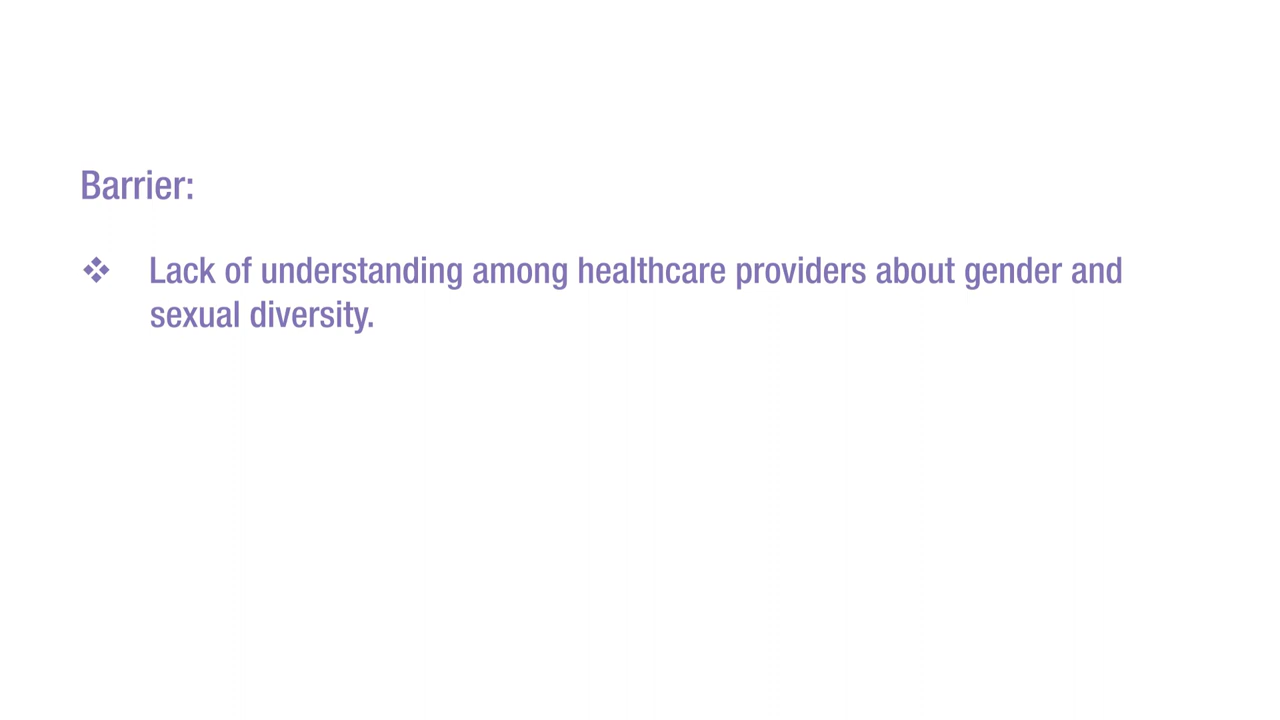 Barrier:
❖ Lack of understanding among healthcare providers about gender and
sexual diversity.